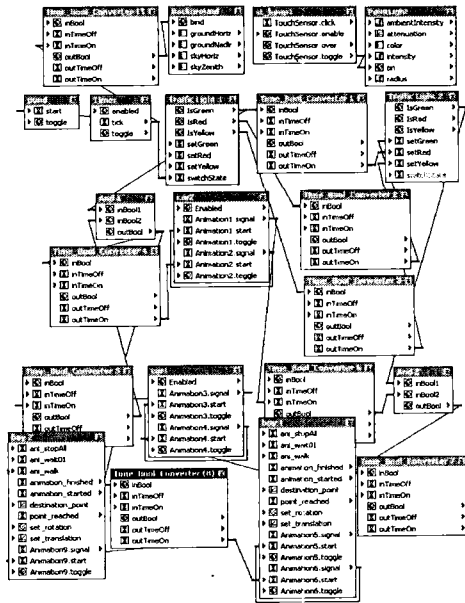 Time_Bool_Converter
inBool
inTimeOff
inTimeOn
outBool
outTimeOff
outTimeOn
Background
bind
groundHoriz
groundNadir
skyHoriz
skyZenith
TouchSensor.click
TouchSensor.enable
TouchSensor over
TouchSensor.toggle
PointLight
ambientIntensity
attenuation
color
intensity
on
radius
start
toggle
Timer
enabled
tick
toggle
Traffic Light 1
IsGreen
IsRed
IsYellow
setGreen
setRed
setYellow
switchState
Time_Bool_Converter
inBool
inTimeOff
inTimeOn
outBool
outTimeOff
outTimeOn
Traffic Light 2
IsGreen
IsRed
IsYellow
setGreen
setRed
setYellow
switchState
inBool1
inBool2
outBool
Enabled
Animation1 signal
Animation1 start
Animation1.toggle
Animation2.signal
Animation2 start
Animation2.toggle
Time_Bool_Converter
inBool
inTimeOff
inTimeOn
outBool
outTimeOff
outTimeOn
Time_Bool_Converter
inBool
inTimeOff
inTimeOn
outBool
outTimeOff
outTimeOn
inBool
inTimeOff
inTimeOn
outBool
outTimeOff
outTimeOn
Time_Bool_Converter
inBool
inTimeOff
inTimeOn
outBool
outTimeOff
Enabled
Animation3.signal
Animation3.start
Animation3.toggle
Animation4.signal
Animation4.start
Animation4.toggle
Time_Bool_Converter
inBool
inTimeOff
inTimeOn
outBool
inBool1
inBool2
outBool
ani_stopAll
ani_wait01
ani_walk
animation_finished
animation_started
destination_point
point_reached
set_rotation
set_translation
Animation9.signal
Animation9.start
Animation9.toggle
Time_Bool_Converter (8)
inBool
inTimeOff
inTimeOn
outBool
outTimeOff
outTimeOn
ani_stopAll
ani_wait01
ani_walk
animation_finished
animation_started
destination_point
point_reached
set_rotation
set_translation
Animation5.signal
Animation5.start
Animation5.toggle
Animation6.signal
Animation6.start
Animation6.toggle
Time_Bool_Converter
inBool
inTimeOff
inTimeOn
outBool
outTimeOff
outTimeOn